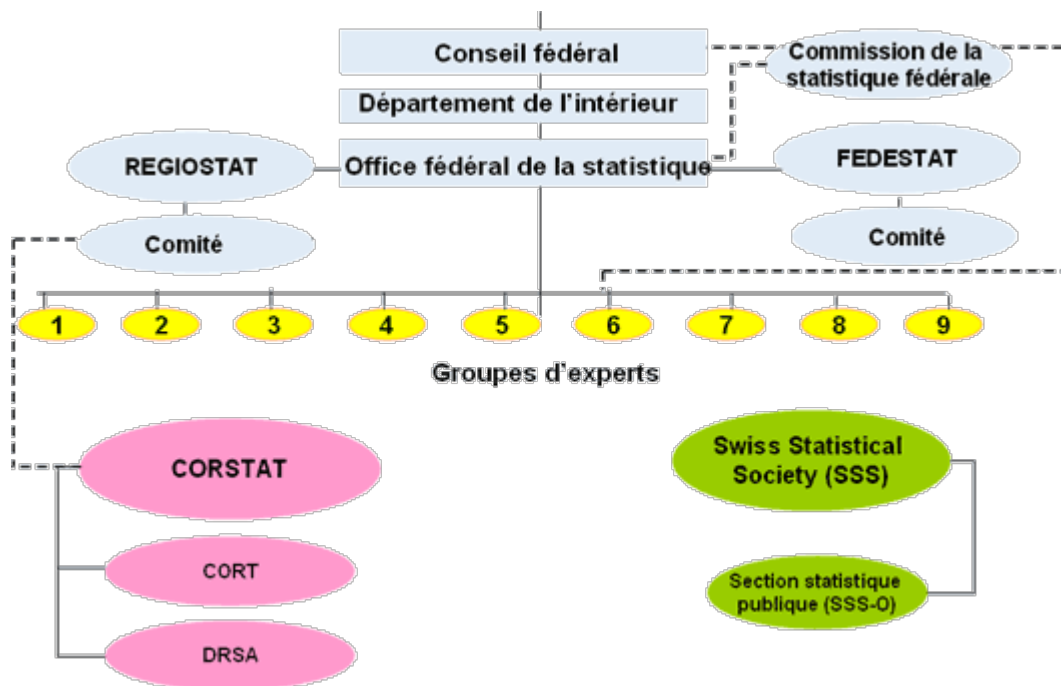 Conseil fédéral
Commission de la
statistique fédérale
Département de l'intérieur
REGIOSTAT
Office fédéral de la statistique
FEDESTAT
Comité
Comité
1 2 3 4 5 6 7 8 9
Groupes d'experts
CORSTAT
Swiss Statistical
Society (SSS)
CORT
Section statistique
publique (SSS-O)
DRSA